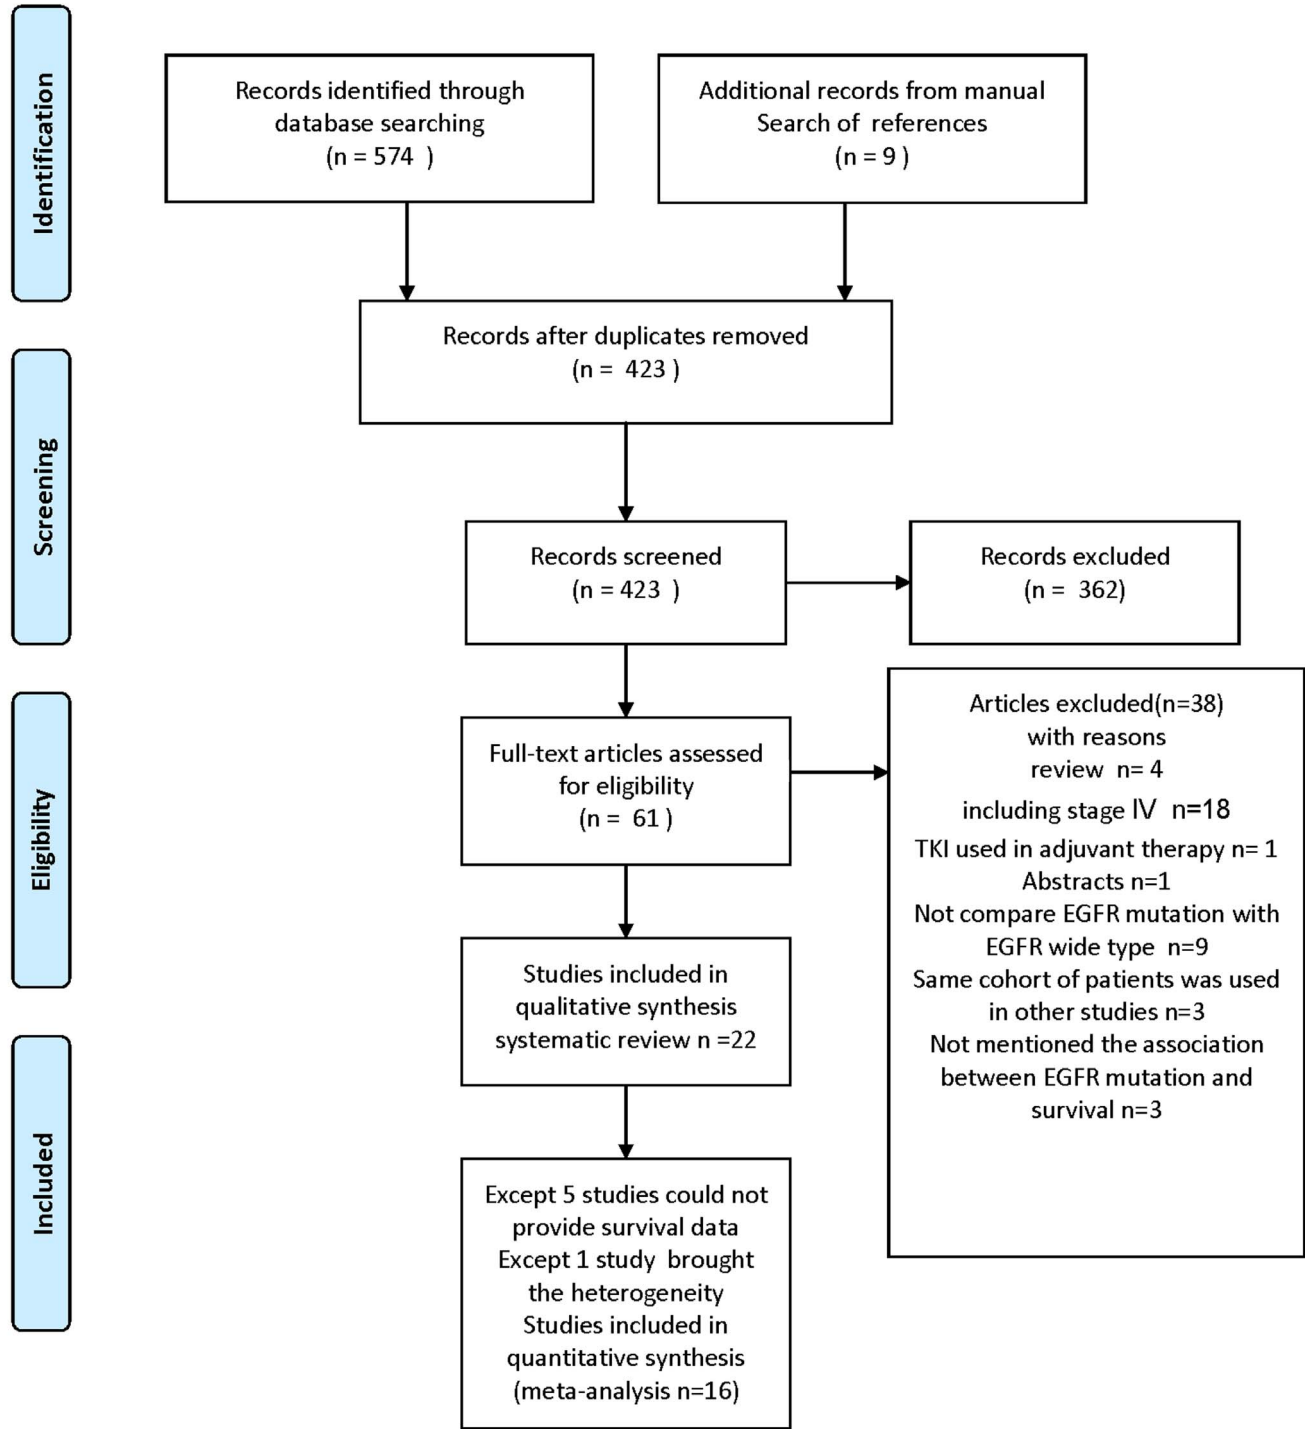 Identification
Records identified through
database searching
(n = 574  )
Additional records from manual
Search of  references
(n = 9 )
Records after duplicates removed
(n =  423 )
Screening
Records screened
(n = 423  )
Records excluded
(n =  362)
Eligibility
Full-text articles assessed
for eligibility
(n =  61 )
Articles excluded(n=38)
with reasons
review  n= 4
including stage IV  n=18
TKI used in adjuvant therapy n= 1
Abstracts n=1
Not compare EGFR mutation with
EGFR wide type  n=9
Same cohort of patients was used
in other studies n=3
Not mentioned the association
between EGFR mutation and
survival n=3
Studies included in
qualitative synthesis
systematic review n =22
Included
Except 5 studies could not
provide survival data
Except 1 study  brought
the heterogeneity
Studies included in
quantitative synthesis
(meta-analysis n=16)